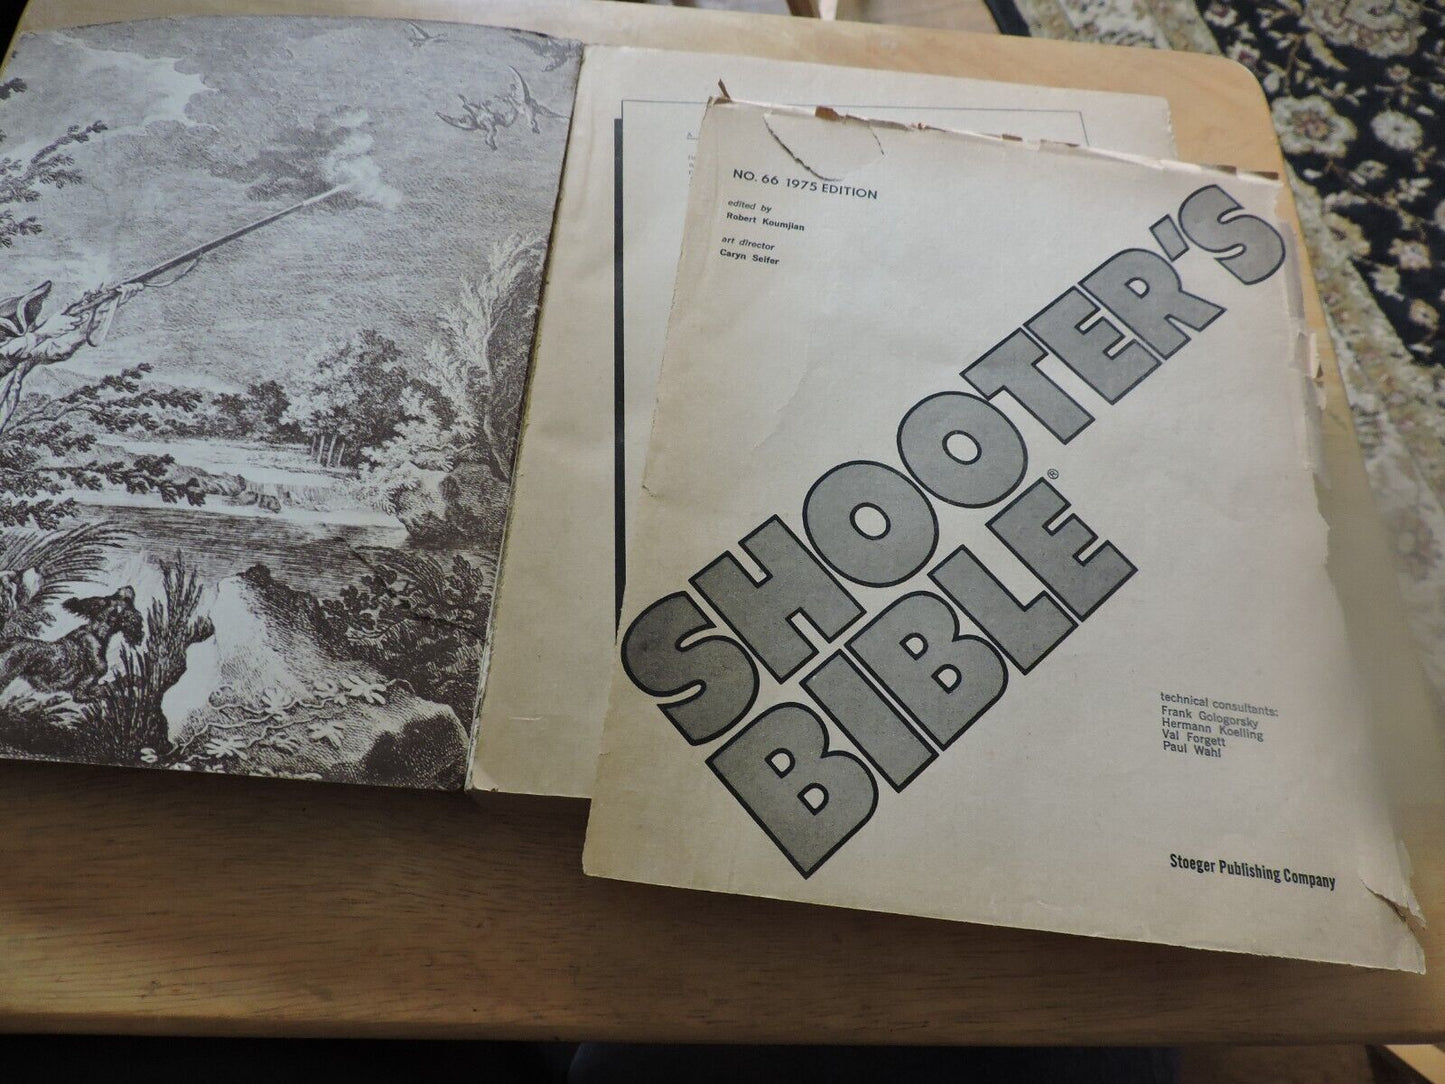 NO. 66 1975 EDITION
edited by
Robert Koumjian
art director
Caryn Seifer
SHOOTER'S
BIBLE®
technical consultants:
Frank Gologorsky
Hermann Koelling
Val Forgett
Paul Wahl
Stoeger Publishing Company